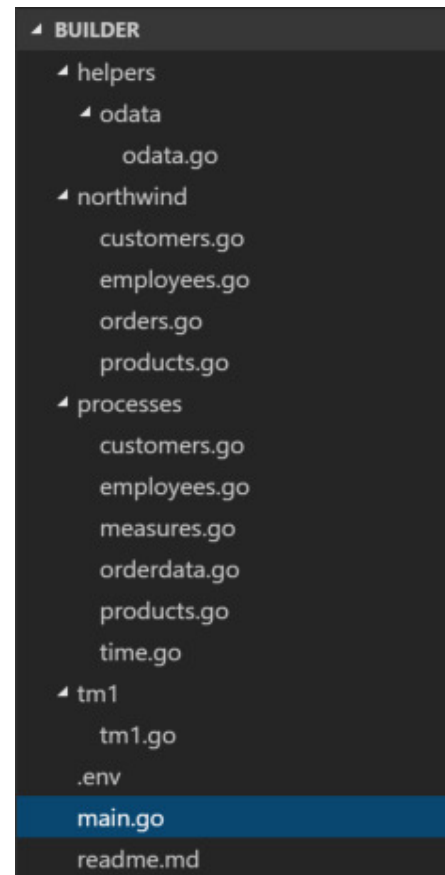 BUILDER
helpers
odata
odata.go
northwind
customers.go
employees.go
orders.go
products.go
processes
customers.go
employees.go
measures.go
orderdata.go
products.go
time.go
tm1
tm1.go
.env
main.go
readme.md